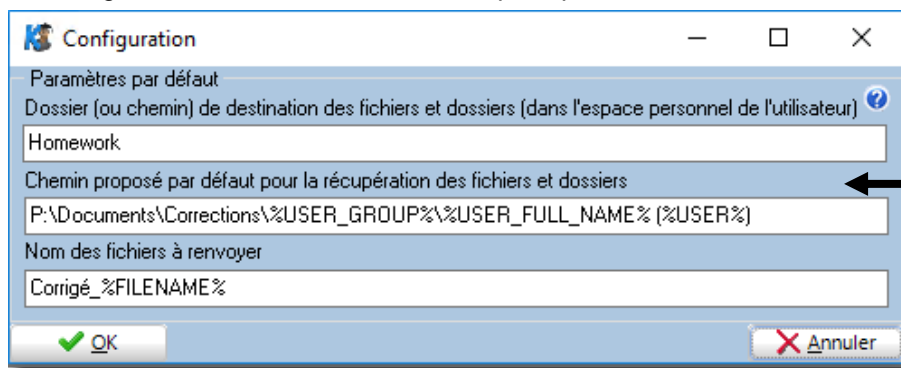 Configuration
Paramètres par défaut
Dossier (ou chemin) de destination des fichiers et dossiers (dans l'espace personnel de l'utilisateur)
Homework
Chemin proposé par défaut pour la récupération des fichiers et dossiers
P:\Documents\Corrections\%USER_GROUP%\%USER_FULL_NAME% (%USER%)
Nom des fichiers à renvoyer
Corrigé_%FILENAME%
OK
Annuler